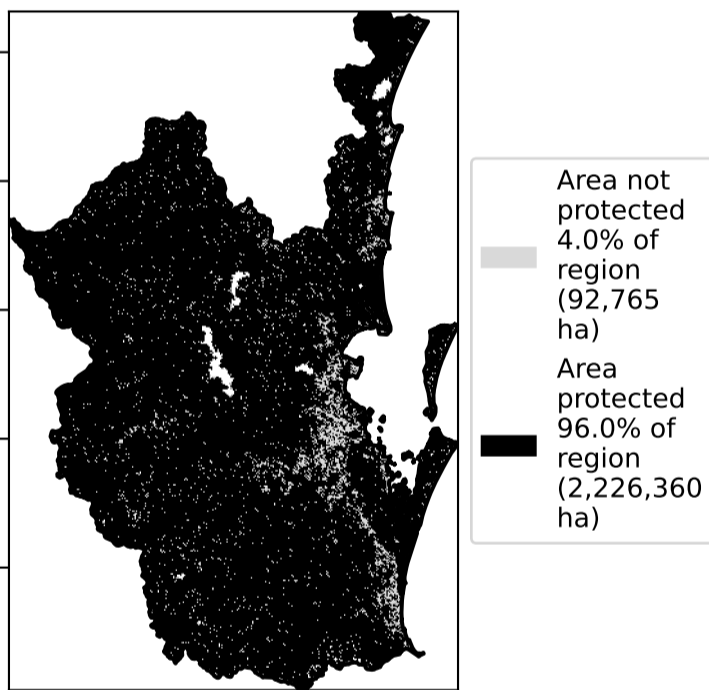 Area not
protected
4.0% of
region
(92,765
ha)
Area
protected
96.0% of
region
(2,226,360
ha)